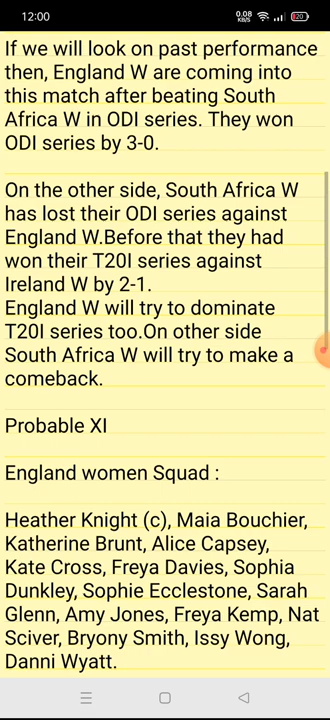 12:00
0.08
KB/S
20
If we will look on past performance
then, England W are coming into
this match after beating South
Africa W in ODI series. They won
ODI series by 3-0.
On the other side, South Africa W
has lost their ODI series against
England W.Before that they had
won their T20I series against
Ireland W by 2-1.
England W will try to dominate
T20I series too.On other side
South Africa W will try to make a
comeback.
Probable XI
England women Squad :
Heather Knight (c), Maia Bouchier,
Katherine Brunt, Alice Capsey,
Kate Cross, Freya Davies, Sophia
Dunkley, Sophie Ecclestone, Sarah
Glenn, Amy Jones, Freya Kemp, Nat
Sciver, Bryony Smith, Issy Wong,
Danni Wyatt.